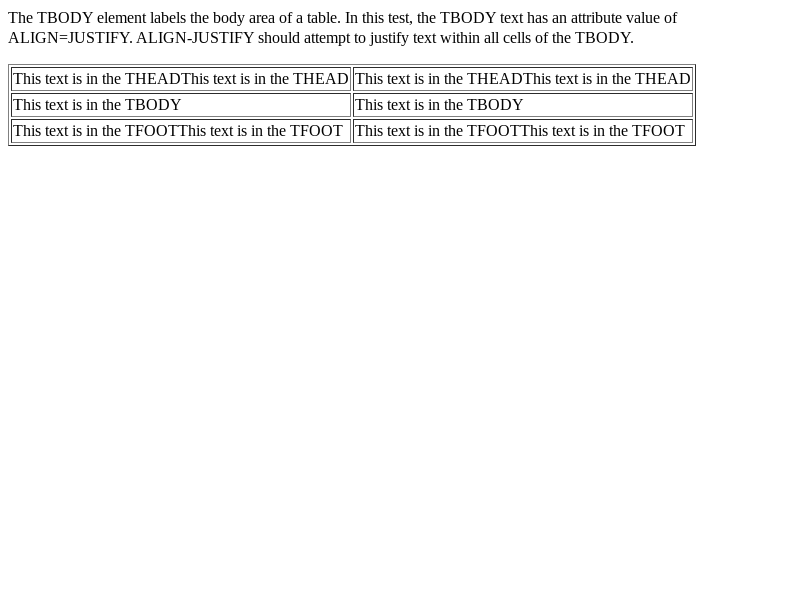 The TBODY element labels the body area of a table. In this test, the TBODY text has an attribute value of
ALIGN=JUSTIFY. ALIGN-JUSTIFY should attempt to justify text within all cells of the TBODY.
This text is in the THEADThis text is in the THEAD This text is in the THEADThis text is in the THEAD
This text is in the TBODY This text is in the TBODY
This text is in the TFOOTThis text is in the TFOOT This text is in the TFOOTThis text is in the TFOOT